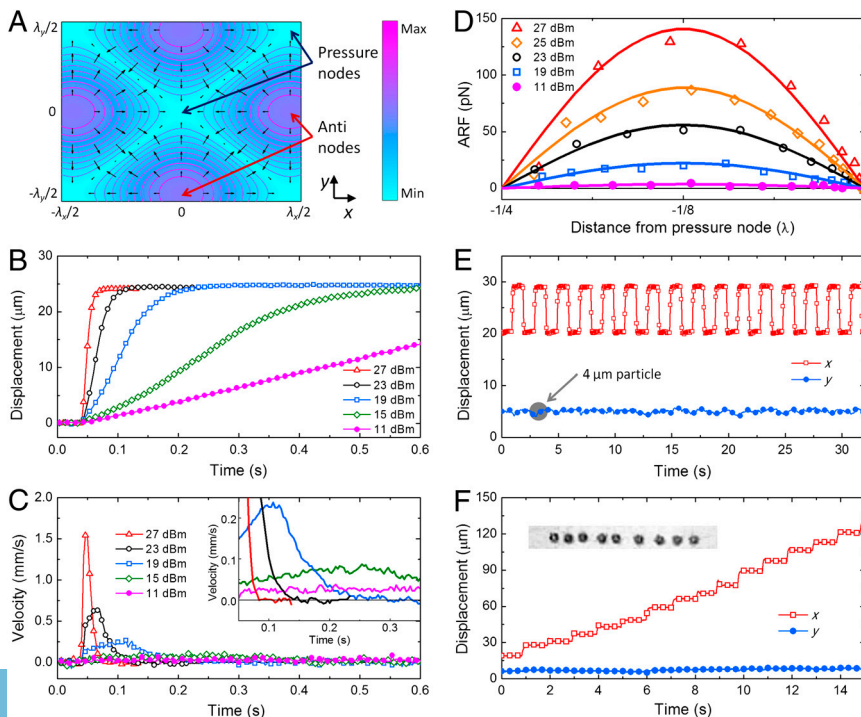 A
λy/2
0
-λy/2
-λx/2
0
λx/2
Pressure
nodes
Anti
nodes
y
x
Max
Min
B
Displacement (μm)
30
20
10
0
0.0
0.1
0.2
0.3
0.4
0.5
0.6
Time (s)
27 dBm
23 dBm
19 dBm
15 dBm
11 dBm
C
Velocity (mm/s)
2.0
1.5
1.0
0.5
0.0
0.0
0.1
0.2
0.3
0.4
0.5
0.6
Time (s)
27 dBm
23 dBm
19 dBm
15 dBm
11 dBm
Velocity (mm/s)
0.2
0.1
0.0
0.1
0.2
0.3
Time (s)
D
ARF (pN)
150
125
100
75
50
25
0
-1/4
-1/8
Distance from pressure node (λ)
27 dBm
25 dBm
23 dBm
19 dBm
11 dBm
E
Displacement (μm)
30
20
10
0
0
5
10
15
20
25
30
Time (s)
x
y
4 μm particle
F
Displacement (μm)
150
120
90
60
30
0
0
2
4
6
8
10
12
14
Time (s)
x
y